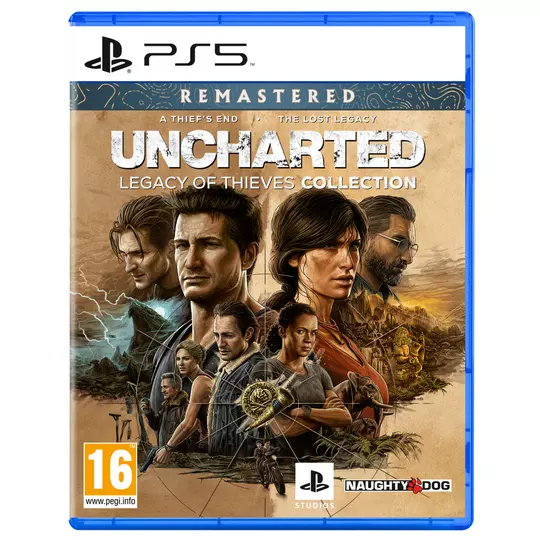 PS5
REMASTERED
A THIEF'S END • THE LOST LEGACY
UNCHARTED
LEGACY OF THIEVES COLLECTION
16
www.pegi.info
PlayStation
STUDIOS
NAUGHTY DOG